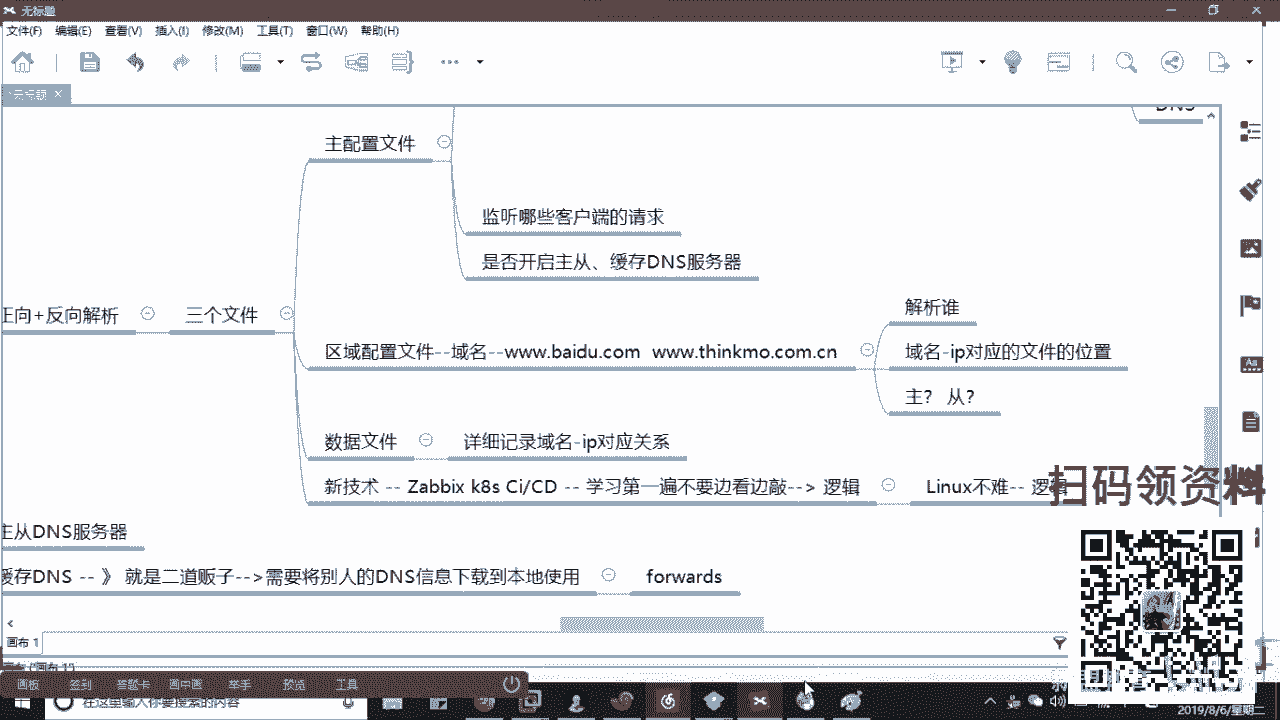 无标题
文件(F) 编辑(E) 查看(V) 插入(I) 修改(M) 工具(T) 窗口(W) 帮助(H)
DNS
主配置文件
监听哪些客户端的请求
是否开启主从、缓存DNS服务器
正向+反向解析
三个文件
解析谁
区域配置文件--域名--www.baidu.com www.thinkmo.com.cn
域名-ip对应的文件的位置
主? 从?
数据文件
详细记录域名-ip对应关系
新技术 -- Zabbix k8s Ci/CD -- 学习第一遍不要边看边敲--> 逻辑
Linux不难-- 逻辑
扫码领资料
主从DNS服务器
缓存DNS -- 》 就是二道贩子-->需要将别人的DNS信息下载到本地使用
forwards
画布 1
画板 签到 答题卡 画中画 举手 预览 工具
在这里输入你要搜索的内容
2019/8/6/星期二